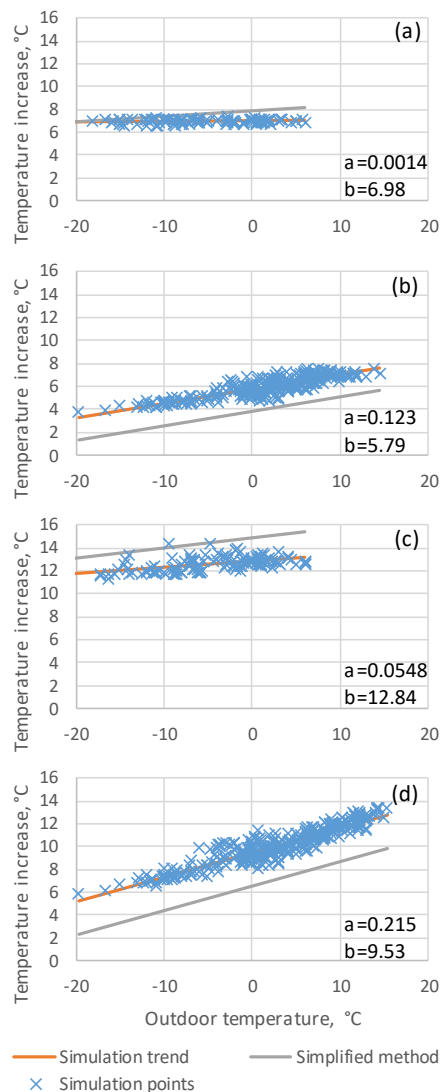 (a)
Temperature increase, °C
16
14
12
10
8
6
4
2
0
-20 -10 0 10 20
a=0.0014
b=6.98
(b)
Temperature increase, °C
16
14
12
10
8
6
4
2
0
-20 -10 0 10 20
a=0.123
b=5.79
(c)
Temperature increase, °C
16
14
12
10
8
6
4
2
0
-20 -10 0 10 20
a=0.0548
b=12.84
(d)
Temperature increase, °C
16
14
12
10
8
6
4
2
0
-20 -10 0 10 20
a=0.215
b=9.53
Outdoor temperature, °C
Simulation trend Simplified method
Simulation points